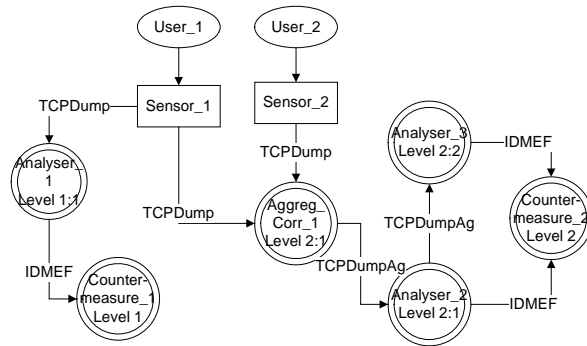 User_1
User_2
Sensor_1
Sensor_2
TCPDump
TCPDump
TCPDump
Analyser_
1
Level 1:1
Analyser_3
Level 2:2
IDMEF
Aggreg_
Corr_1
Level 2:1
Counter-
measure_2
Level 2
TCPDumpAg
TCPDumpAg
IDMEF
Counter-
measure_1
Level 1
Analyser_2
Level 2:1
IDMEF